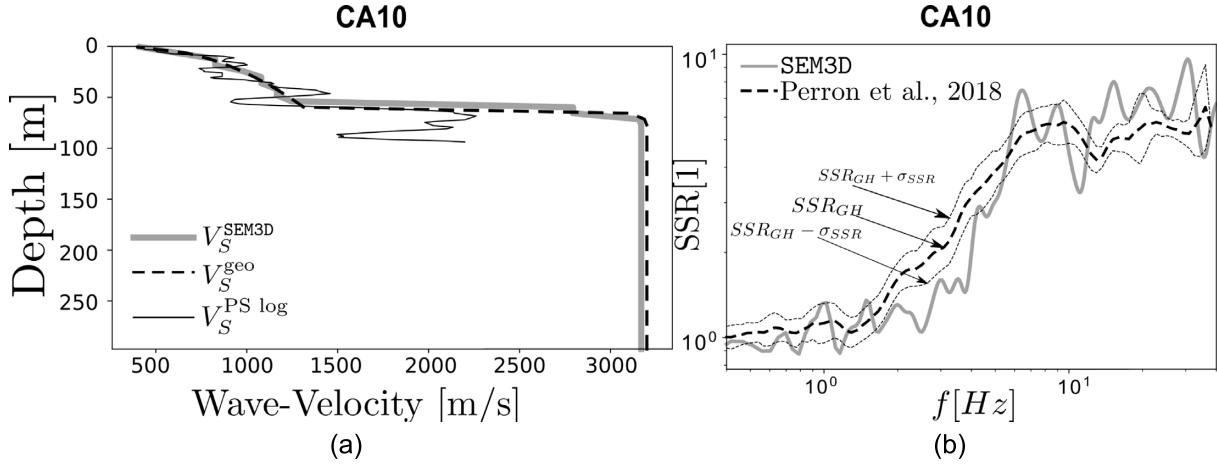 CA10
0
50
100
150
200
250
Depth [m]
V_S^SEM3D
V_S^geo
V_S^PS log
500 1000 1500 2000 2500 3000
Wave-Velocity [m/s]
(a)
CA10
10^1
10^0
SSR[1]
SEM3D
Perron et al., 2018
SSR_GH + σ_SSR
SSR_GH
SSR_GH − σ_SSR
10^0 10^1
f[Hz]
(b)